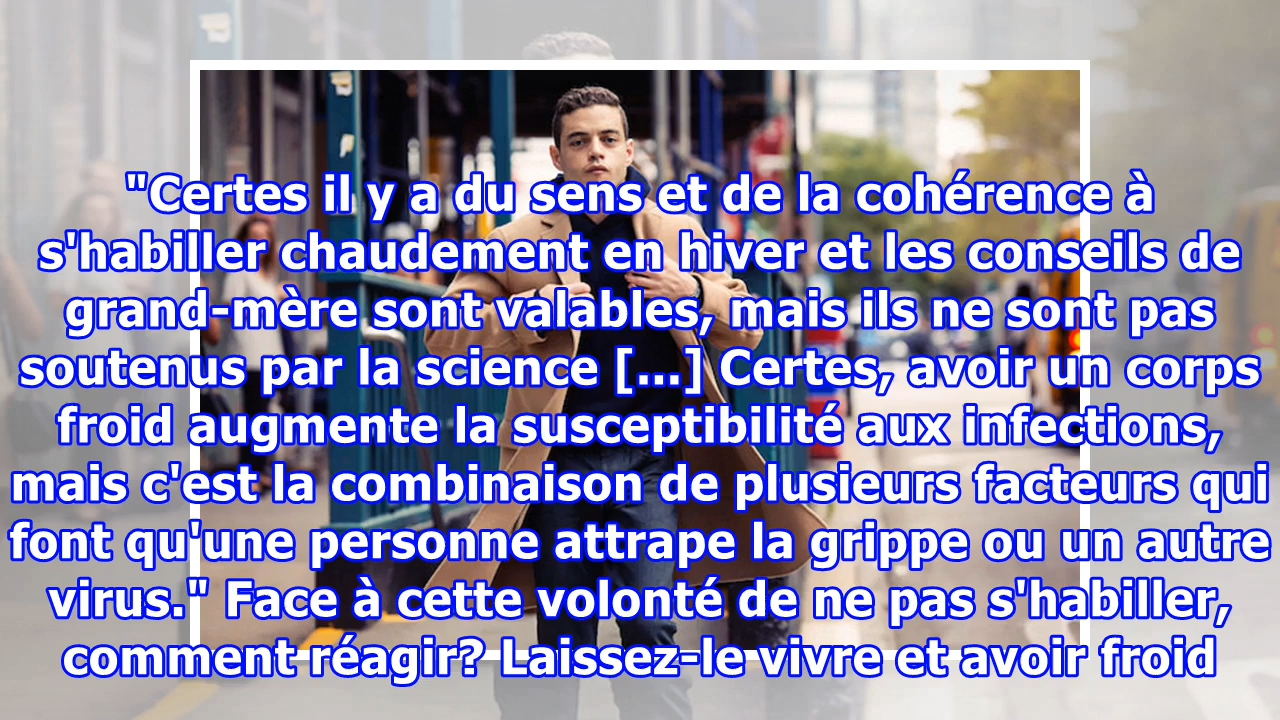 "Certes il y a du sens et de la cohérence à
s'habiller chaudement en hiver et les conseils de
grand-mère sont valables, mais ils ne sont pas
soutenus par la science [...] Certes, avoir un corps
froid augmente la susceptibilité aux infections,
mais c'est la combinaison de plusieurs facteurs qui
font qu'une personne attrape la grippe ou un autre
virus." Face à cette volonté de ne pas s'habiller,
comment réagir? Laissez-le vivre et avoir froid